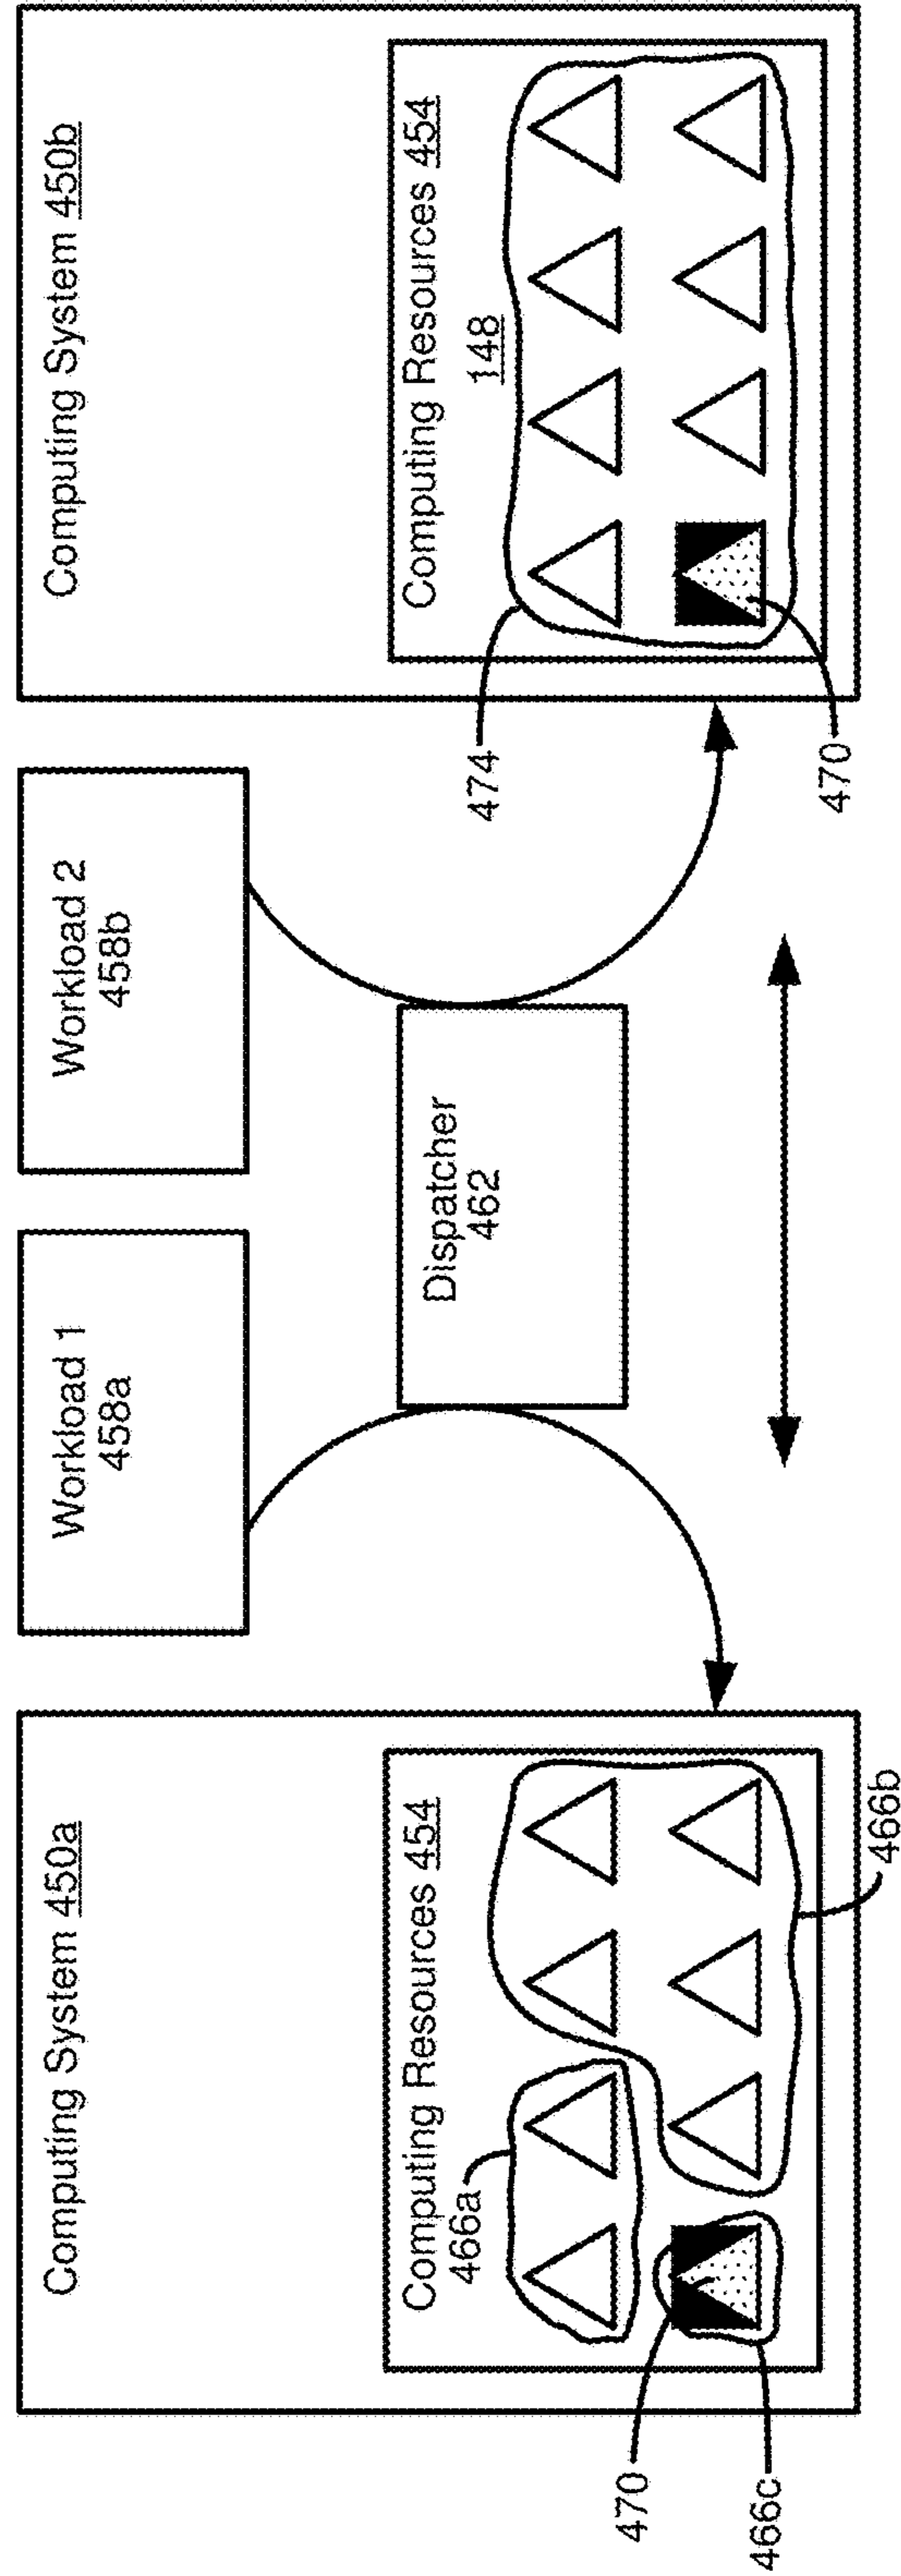 Computing System 450a
Computing Resources 454
466a
470
466c
466b
Workload 1
458a
Workload 2
458b
Dispatcher
462
Computing System 450b
Computing Resources 454
148
474
470